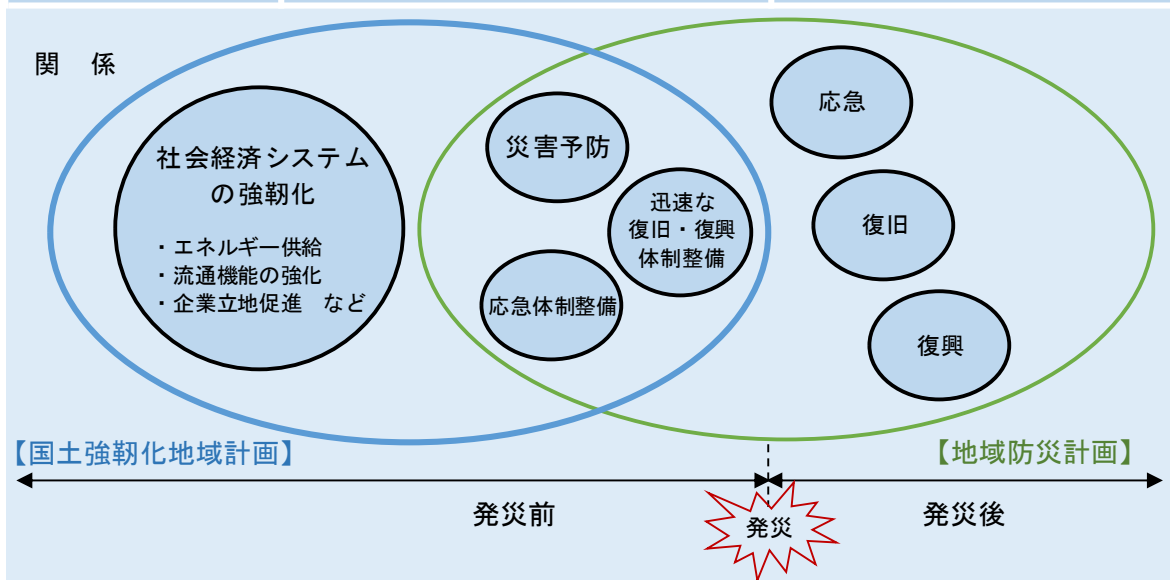 関　係
社会経済システム
の強靭化
・エネルギー供給
・流通機能の強化
・企業立地促進　など
災害予防
迅速な
復旧・復興
体制整備
応急体制整備
応急
復旧
復興
【国土強靭化地域計画】
【地域防災計画】
発災前
発災
発災後